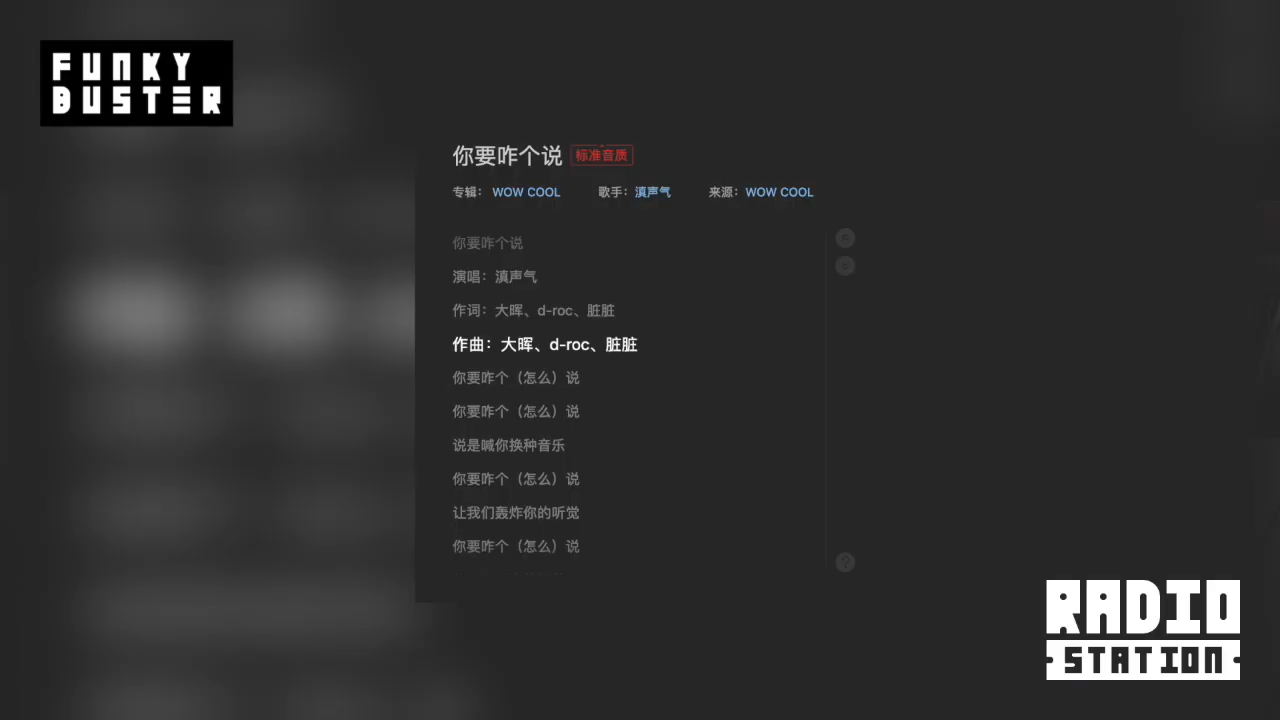 FUNKY
BUSTER
你要咋个说 标准音质
专辑： WOW COOL 歌手：滇声气 来源：WOW COOL
你要咋个说
演唱：滇声气
作词：大晖、d-roc、脏脏
作曲：大晖、d-roc、脏脏
你要咋个（怎么）说
你要咋个（怎么）说
说是喊你换种音乐
你要咋个（怎么）说
让我们轰炸你的听觉
你要咋个（怎么）说
RADIO
STATION